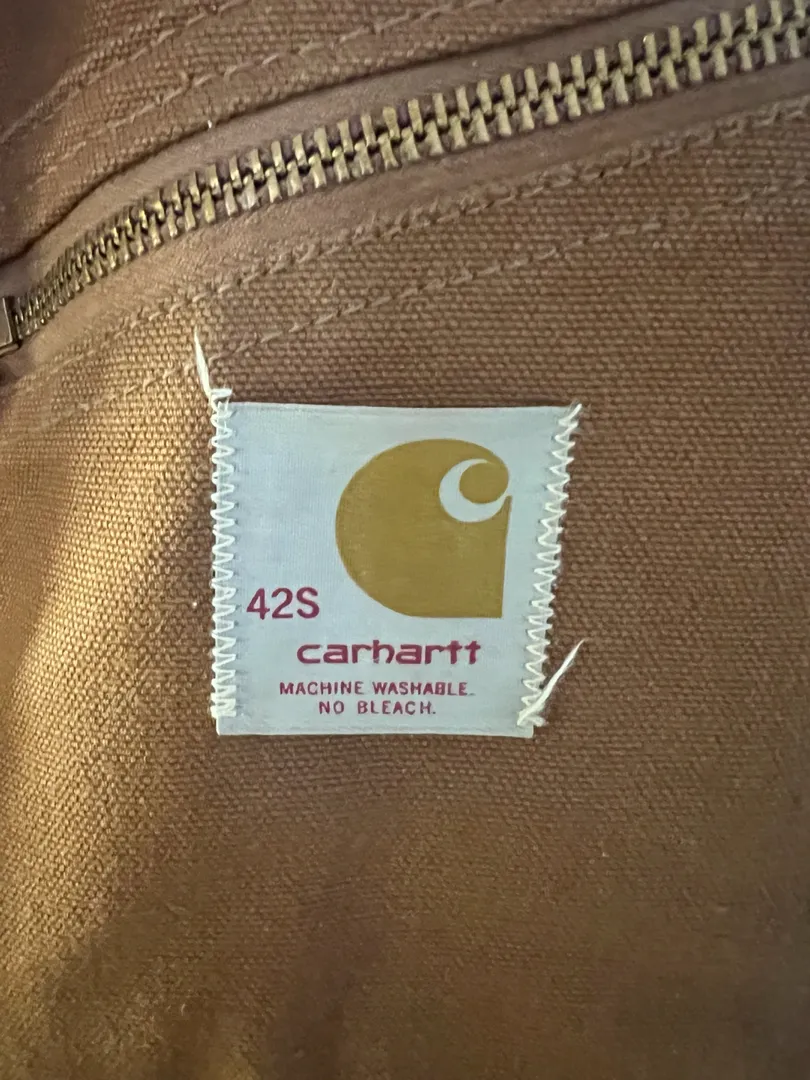 42S
carhartt
MACHINE WASHABLE.
NO BLEACH.